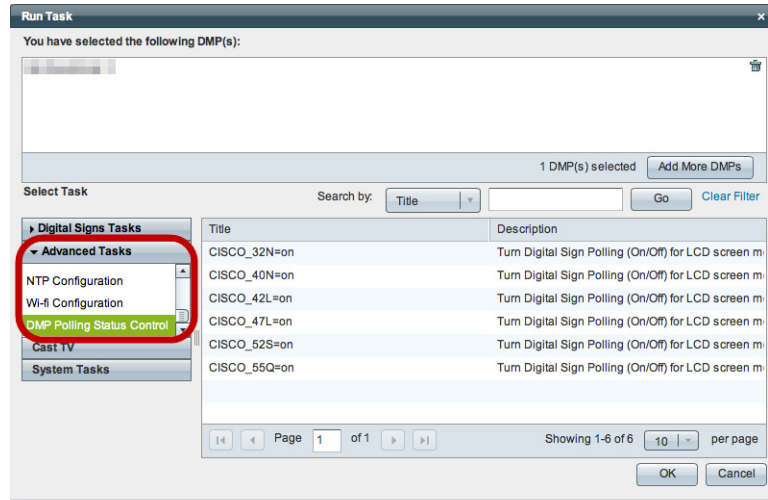 Run Task
You have selected the following DMP(s):
1 DMP(s) selected Add More DMPs
Select Task
Search by: Title Go Clear Filter
Digital Signs Tasks
Advanced Tasks
NTP Configuration
Wi-fi Configuration
DMP Polling Status Control
Cast TV
System Tasks
Title Description
CISCO_32N=on Turn Digital Sign Polling (On/Off) for LCD screen m
CISCO_40N=on Turn Digital Sign Polling (On/Off) for LCD screen m
CISCO_42L=on Turn Digital Sign Polling (On/Off) for LCD screen m
CISCO_47L=on Turn Digital Sign Polling (On/Off) for LCD screen m
CISCO_52S=on Turn Digital Sign Polling (On/Off) for LCD screen m
CISCO_55Q=on Turn Digital Sign Polling (On/Off) for LCD screen m
Page 1 of 1 Showing 1-6 of 6 10 per page
OK Cancel